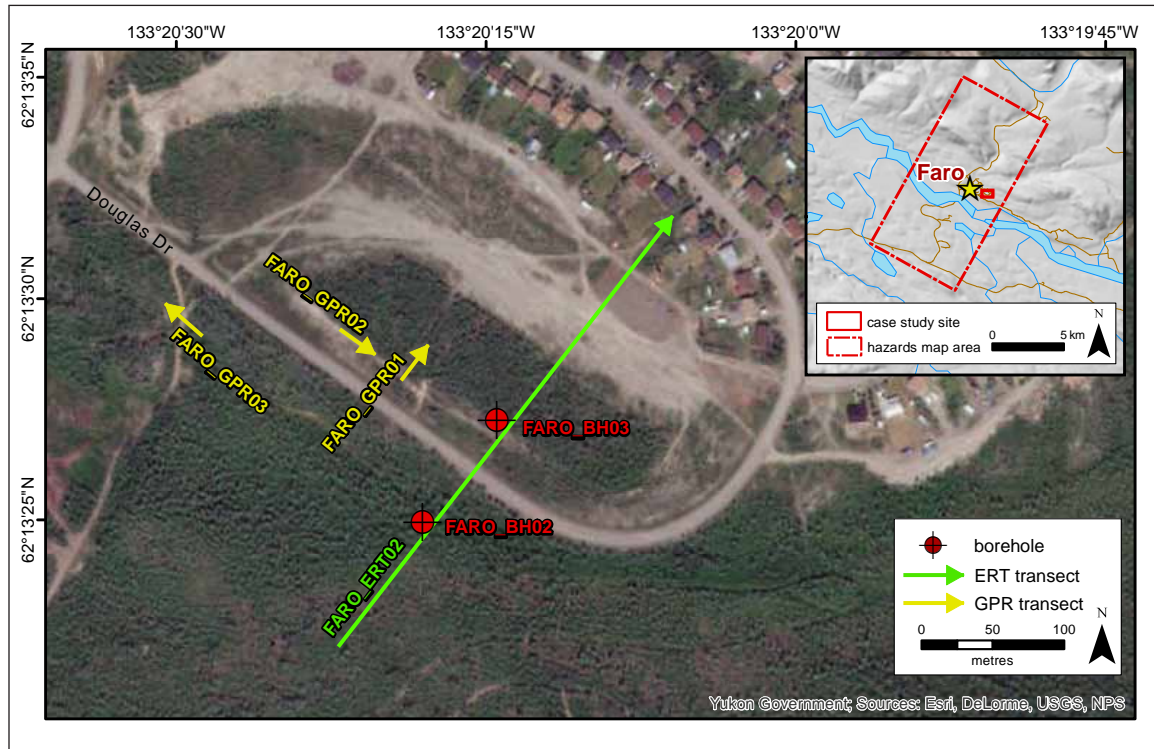 133°20'30"W
133°20'15"W
133°20'0"W
133°19'45"W
62°13'35"N
62°13'30"N
62°13'25"N
Faro
case study site
hazards map area
0
5 km
N
Douglas Dr
FARO_GPR02
FARO_GPR01
FARO_GPR03
FARO_BH03
FARO_BH02
FARO_ERT02
borehole
ERT transect
GPR transect
0 50 100
metres
N
Yukon Government; Sources: Esri, DeLorme, USGS, NPS